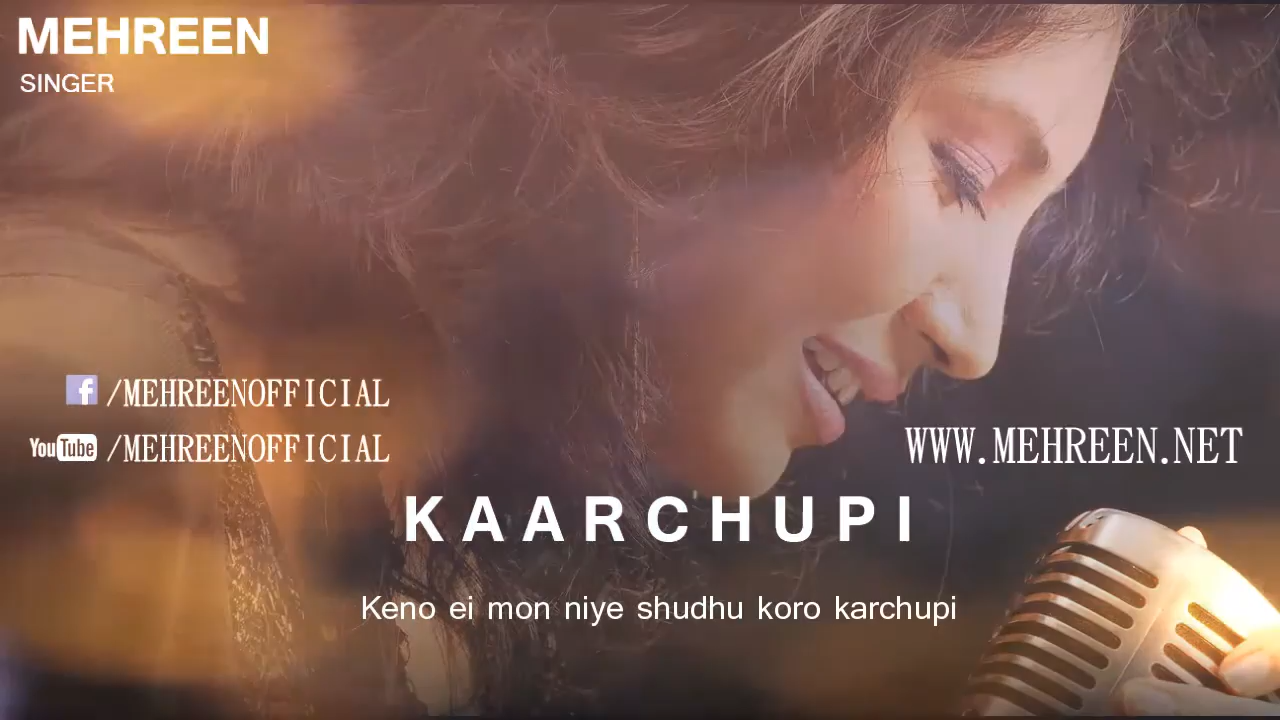 MEHREEN
SINGER
f /MEHREENOFFICIAL
YouTube /MEHREENOFFICIAL
WWW.MEHREEN.NET
KAARCHUPI
Keno ei mon niye shudhu koro karchupi